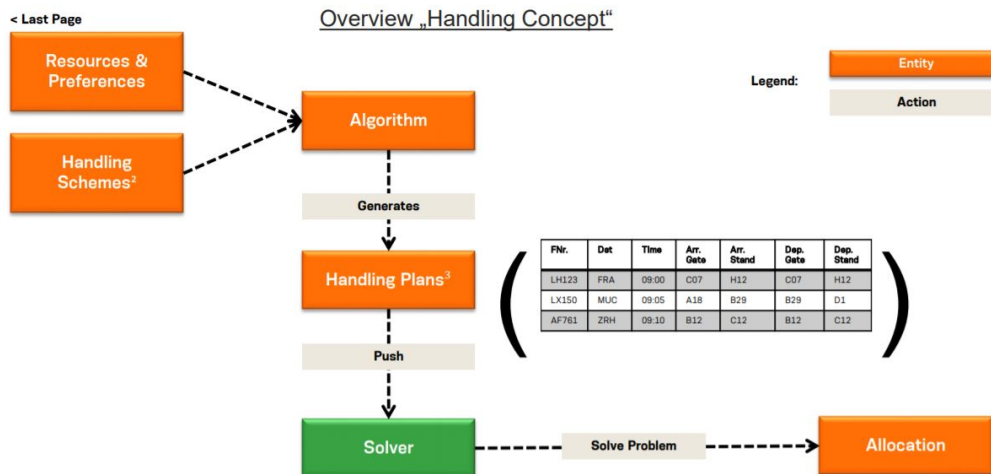 < Last Page
Overview „Handling Concept“
Resources &
Preferences
Legend:
Entity
Action
Algorithm
Handling
Schemes²
Generates
Handling Plans³
FNr. Dst Time Arr. Gate Arr. Stand Dep. Gate Dep. Stand
LH123 FRA 09:00 C07 H12 C07 H12
LX150 MUC 09:05 A18 B29 B29 D1
AF761 ZRH 09:10 B12 C12 B12 C12
Push
Solver
Solve Problem
Allocation